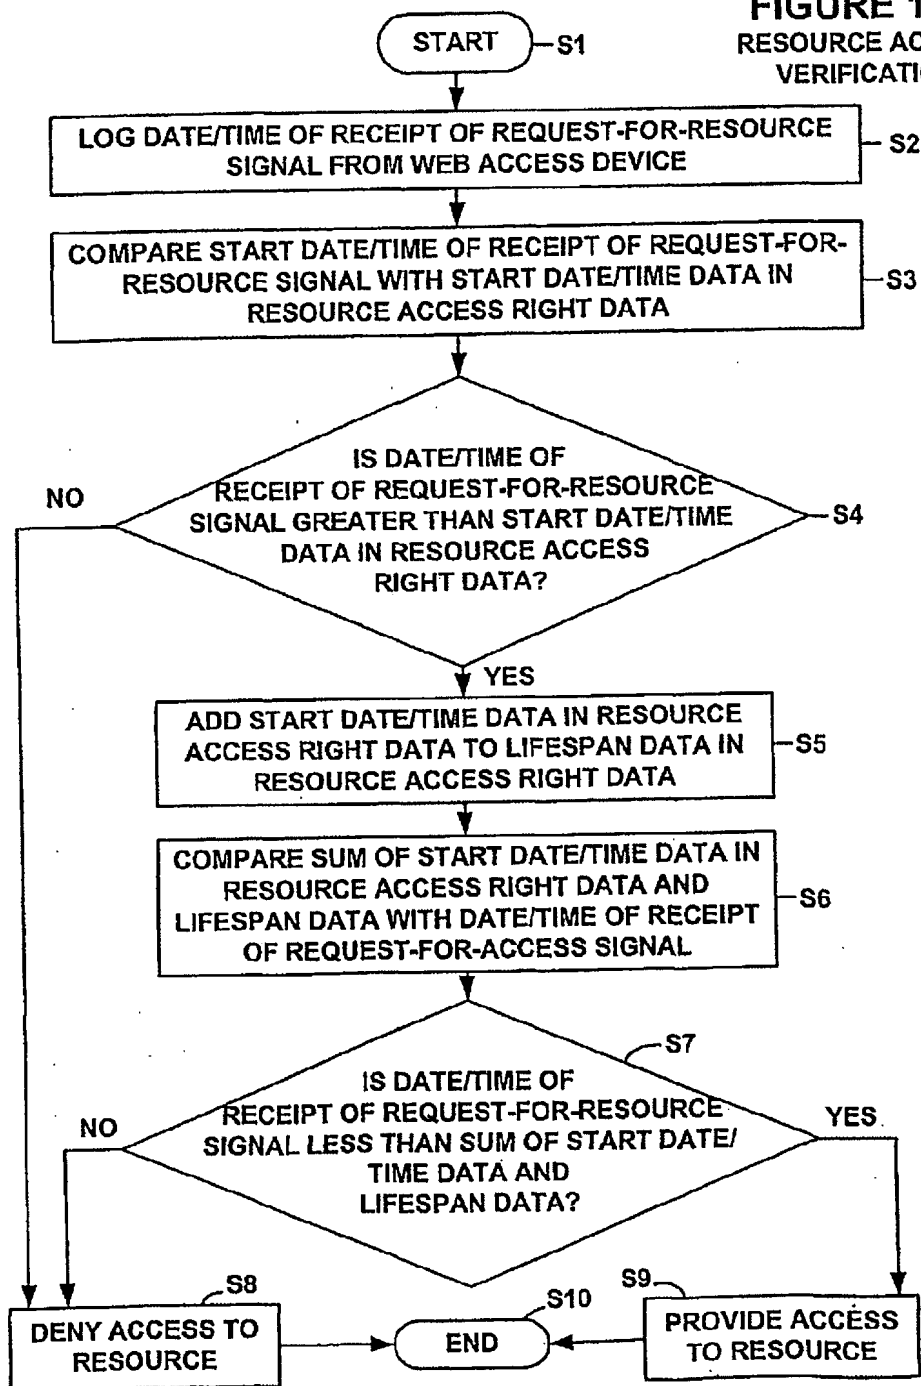 FIGURE 1
RESOURCE AC
VERIFICATI
START
S1
LOG DATE/TIME OF RECEIPT OF REQUEST-FOR-RESOURCE
SIGNAL FROM WEB ACCESS DEVICE
S2
COMPARE START DATE/TIME OF RECEIPT OF REQUEST-FOR-
RESOURCE SIGNAL WITH START DATE/TIME DATA IN
RESOURCE ACCESS RIGHT DATA
S3
IS DATE/TIME OF
RECEIPT OF REQUEST-FOR-RESOURCE
SIGNAL GREATER THAN START DATE/TIME
DATA IN RESOURCE ACCESS
RIGHT DATA?
S4
NO
YES
ADD START DATE/TIME DATA IN RESOURCE
ACCESS RIGHT DATA TO LIFESPAN DATA IN
RESOURCE ACCESS RIGHT DATA
S5
COMPARE SUM OF START DATE/TIME DATA IN
RESOURCE ACCESS RIGHT DATA AND
LIFESPAN DATA WITH DATE/TIME OF RECEIPT
OF REQUEST-FOR-ACCESS SIGNAL
S6
S7
IS DATE/TIME OF
RECEIPT OF REQUEST-FOR-RESOURCE
SIGNAL LESS THAN SUM OF START DATE/
TIME DATA AND
LIFESPAN DATA?
NO
YES
S8
DENY ACCESS TO
RESOURCE
S10
END
S9
PROVIDE ACCESS
TO RESOURCE